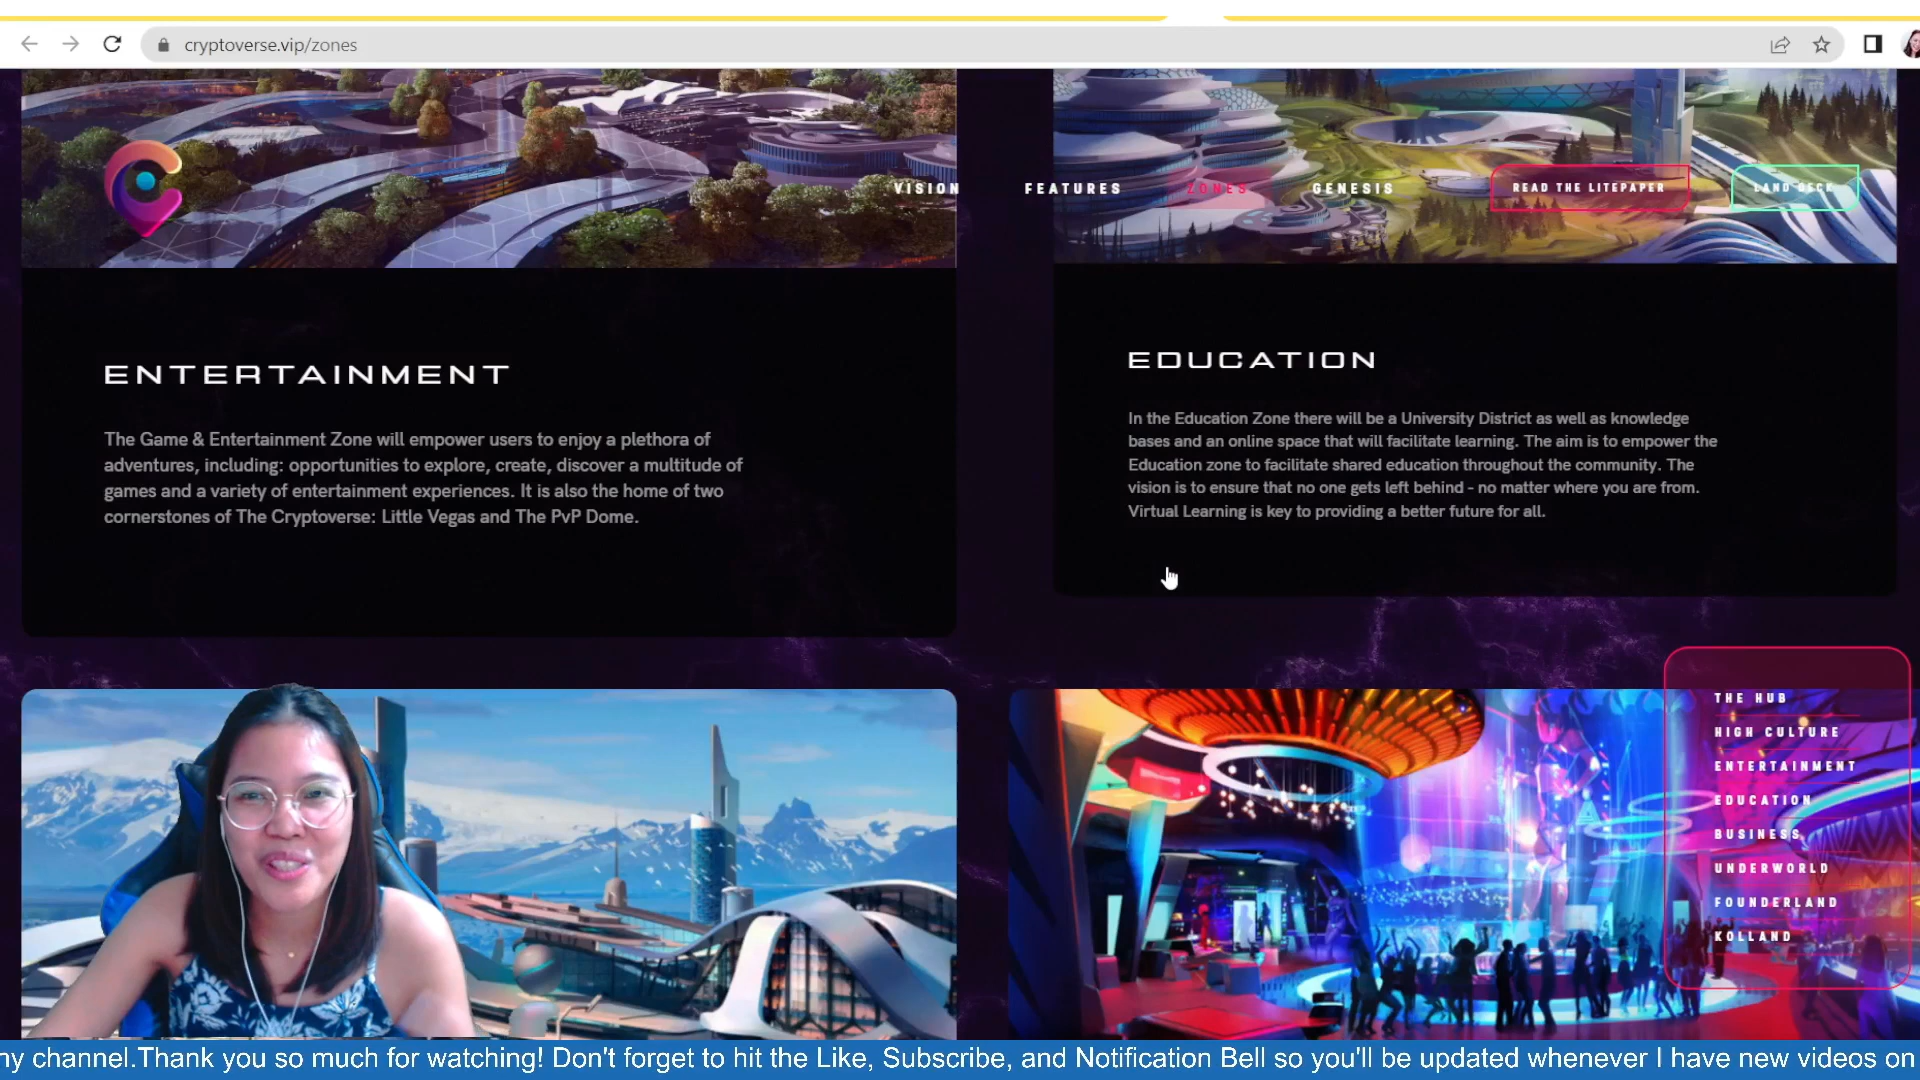 cryptoverse.vip/zones
VISION FEATURES ZONES GENESIS READ THE LITEPAPER LAND DECK
ENTERTAINMENT
The Game & Entertainment Zone will empower users to enjoy a plethora of
adventures, including: opportunities to explore, create, discover a multitude of
games and a variety of entertainment experiences. It is also the home of two
cornerstones of The Cryptoverse: Little Vegas and The PvP Dome.
EDUCATION
In the Education Zone there will be a University District as well as knowledge
bases and an online space that will facilitate learning. The aim is to empower the
Education zone to facilitate shared education throughout the community. The
vision is to ensure that no one gets left behind - no matter where you are from.
Virtual Learning is key to providing a better future for all.
THE HUB
HIGH CULTURE
ENTERTAINMENT
EDUCATION
BUSINESS
UNDERWORLD
FOUNDERLAND
KOLLAND
my channel.Thank you so much for watching! Don't forget to hit the Like, Subscribe, and Notification Bell so you'll be updated whenever I have new videos on